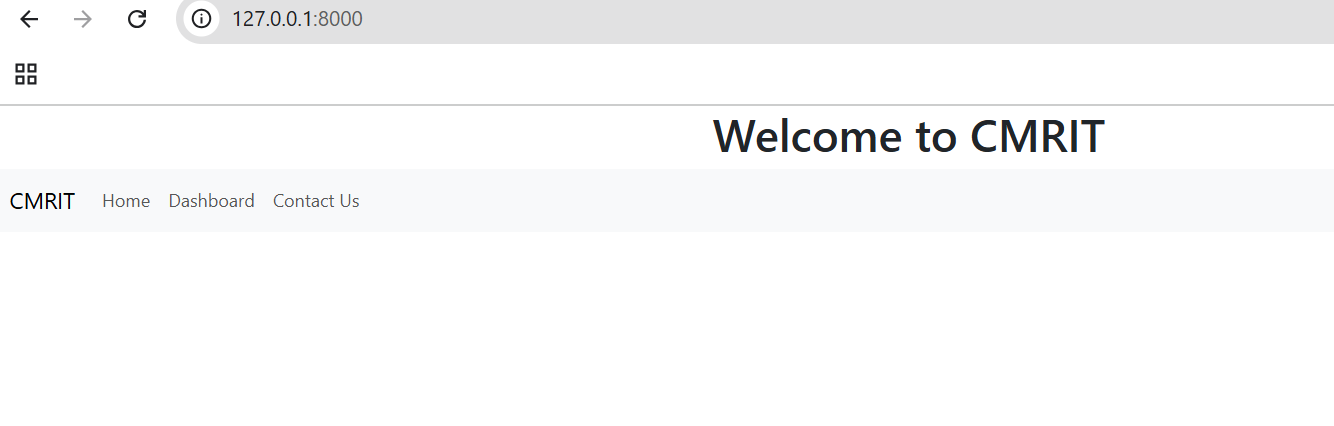 127.0.0.1:8000
Welcome to CMRIT
CMRIT Home Dashboard Contact Us